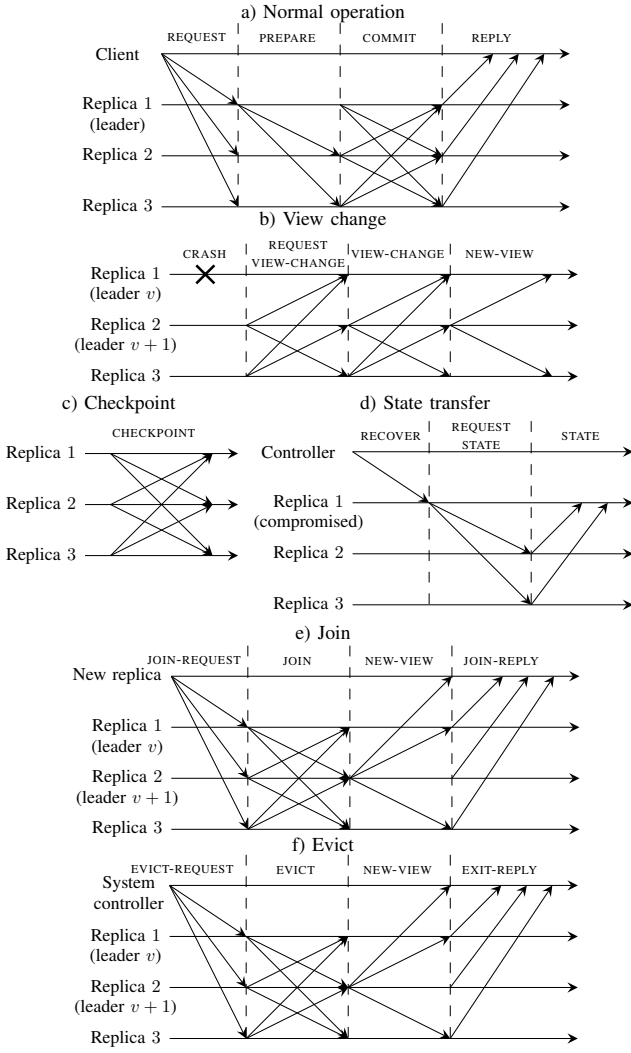 a) Normal operation
REQUEST PREPARE COMMIT REPLY
Client
Replica 1
(leader)
Replica 2
Replica 3
b) View change
CRASH REQUEST VIEW-CHANGE VIEW-CHANGE NEW-VIEW
Replica 1
(leader v)
Replica 2
(leader v + 1)
Replica 3
c) Checkpoint
CHECKPOINT
Replica 1
Replica 2
Replica 3
d) State transfer
RECOVER REQUEST STATE STATE
Controller
Replica 1
(compromised)
Replica 2
Replica 3
e) Join
JOIN-REQUEST JOIN NEW-VIEW JOIN-REPLY
New replica
Replica 1
(leader v)
Replica 2
(leader v + 1)
Replica 3
f) Evict
EVICT-REQUEST EVICT NEW-VIEW EXIT-REPLY
System
controller
Replica 1
(leader v)
Replica 2
(leader v + 1)
Replica 3